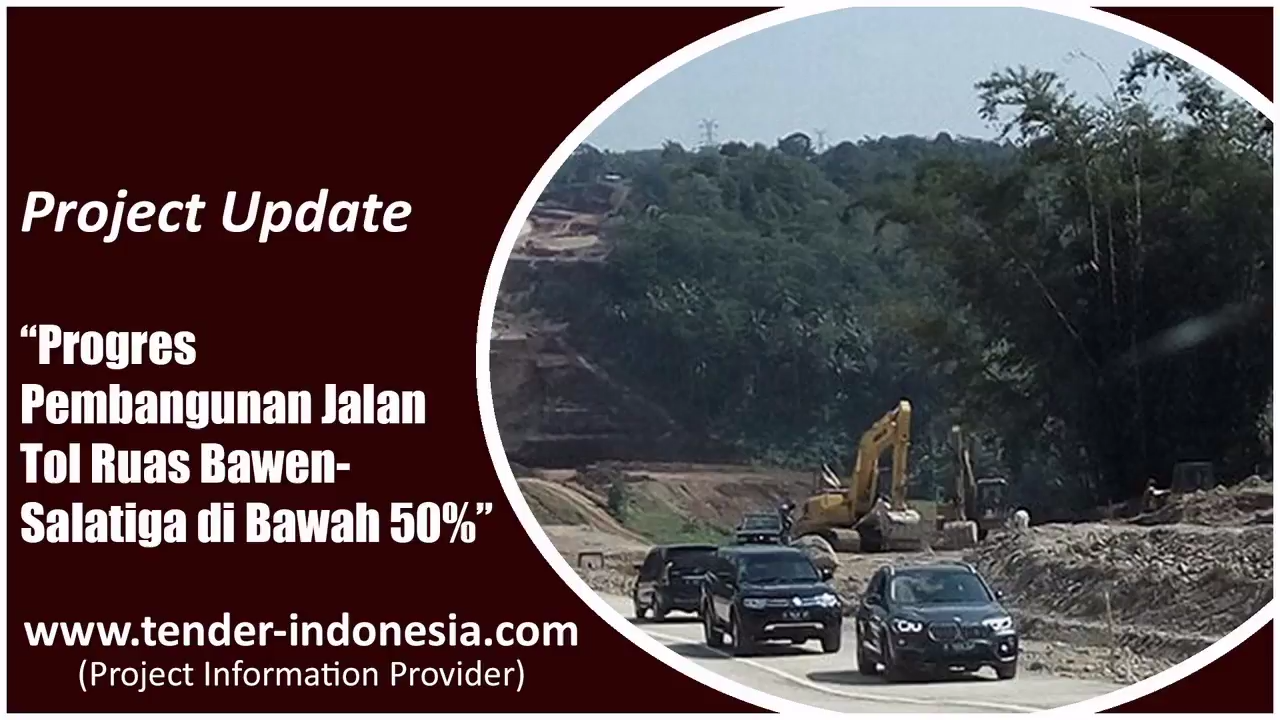 Project Update
“Progres
Pembangunan Jalan
Tol Ruas Bawen-
Salatiga di Bawah 50%”
www.tender-indonesia.com
(Project Information Provider)